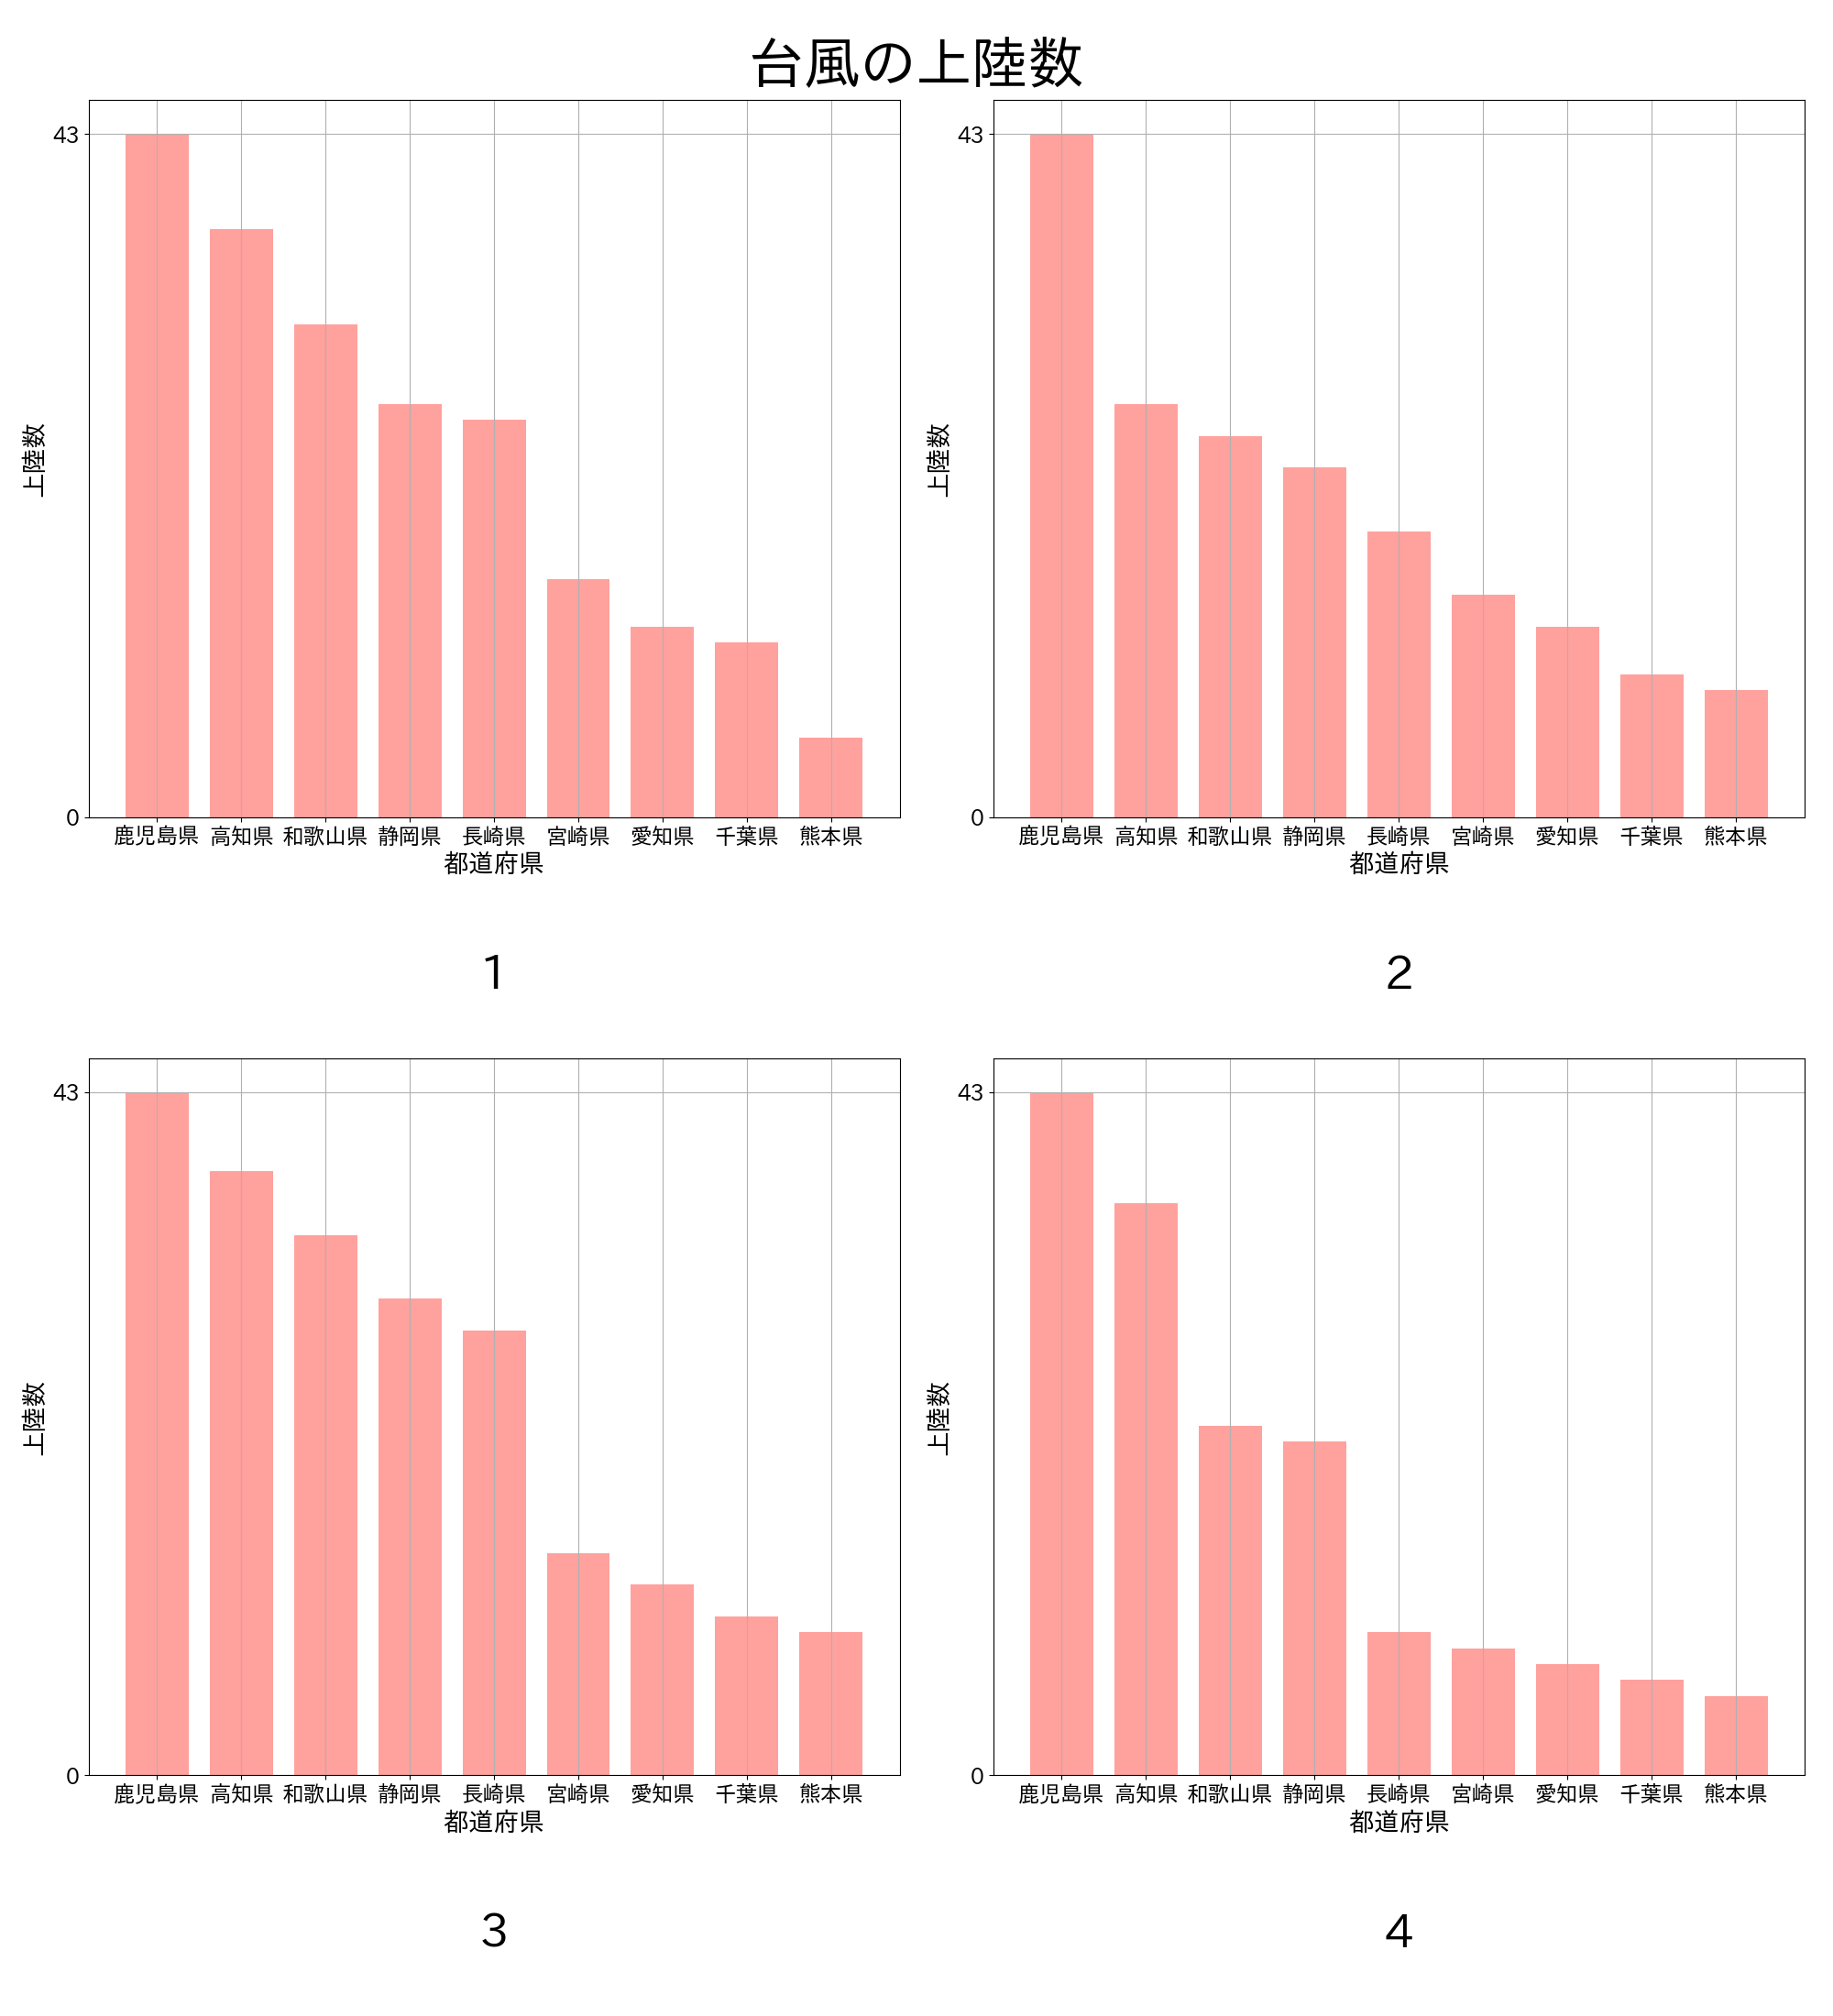 台風の上陸数
43
0
上陸数
鹿児島県 高知県 和歌山県 静岡県 長崎県 宮崎県 愛知県 千葉県 熊本県
都道府県
1
43
0
上陸数
鹿児島県 高知県 和歌山県 静岡県 長崎県 宮崎県 愛知県 千葉県 熊本県
都道府県
2
43
0
上陸数
鹿児島県 高知県 和歌山県 静岡県 長崎県 宮崎県 愛知県 千葉県 熊本県
都道府県
3
43
0
上陸数
鹿児島県 高知県 和歌山県 静岡県 長崎県 宮崎県 愛知県 千葉県 熊本県
都道府県
4